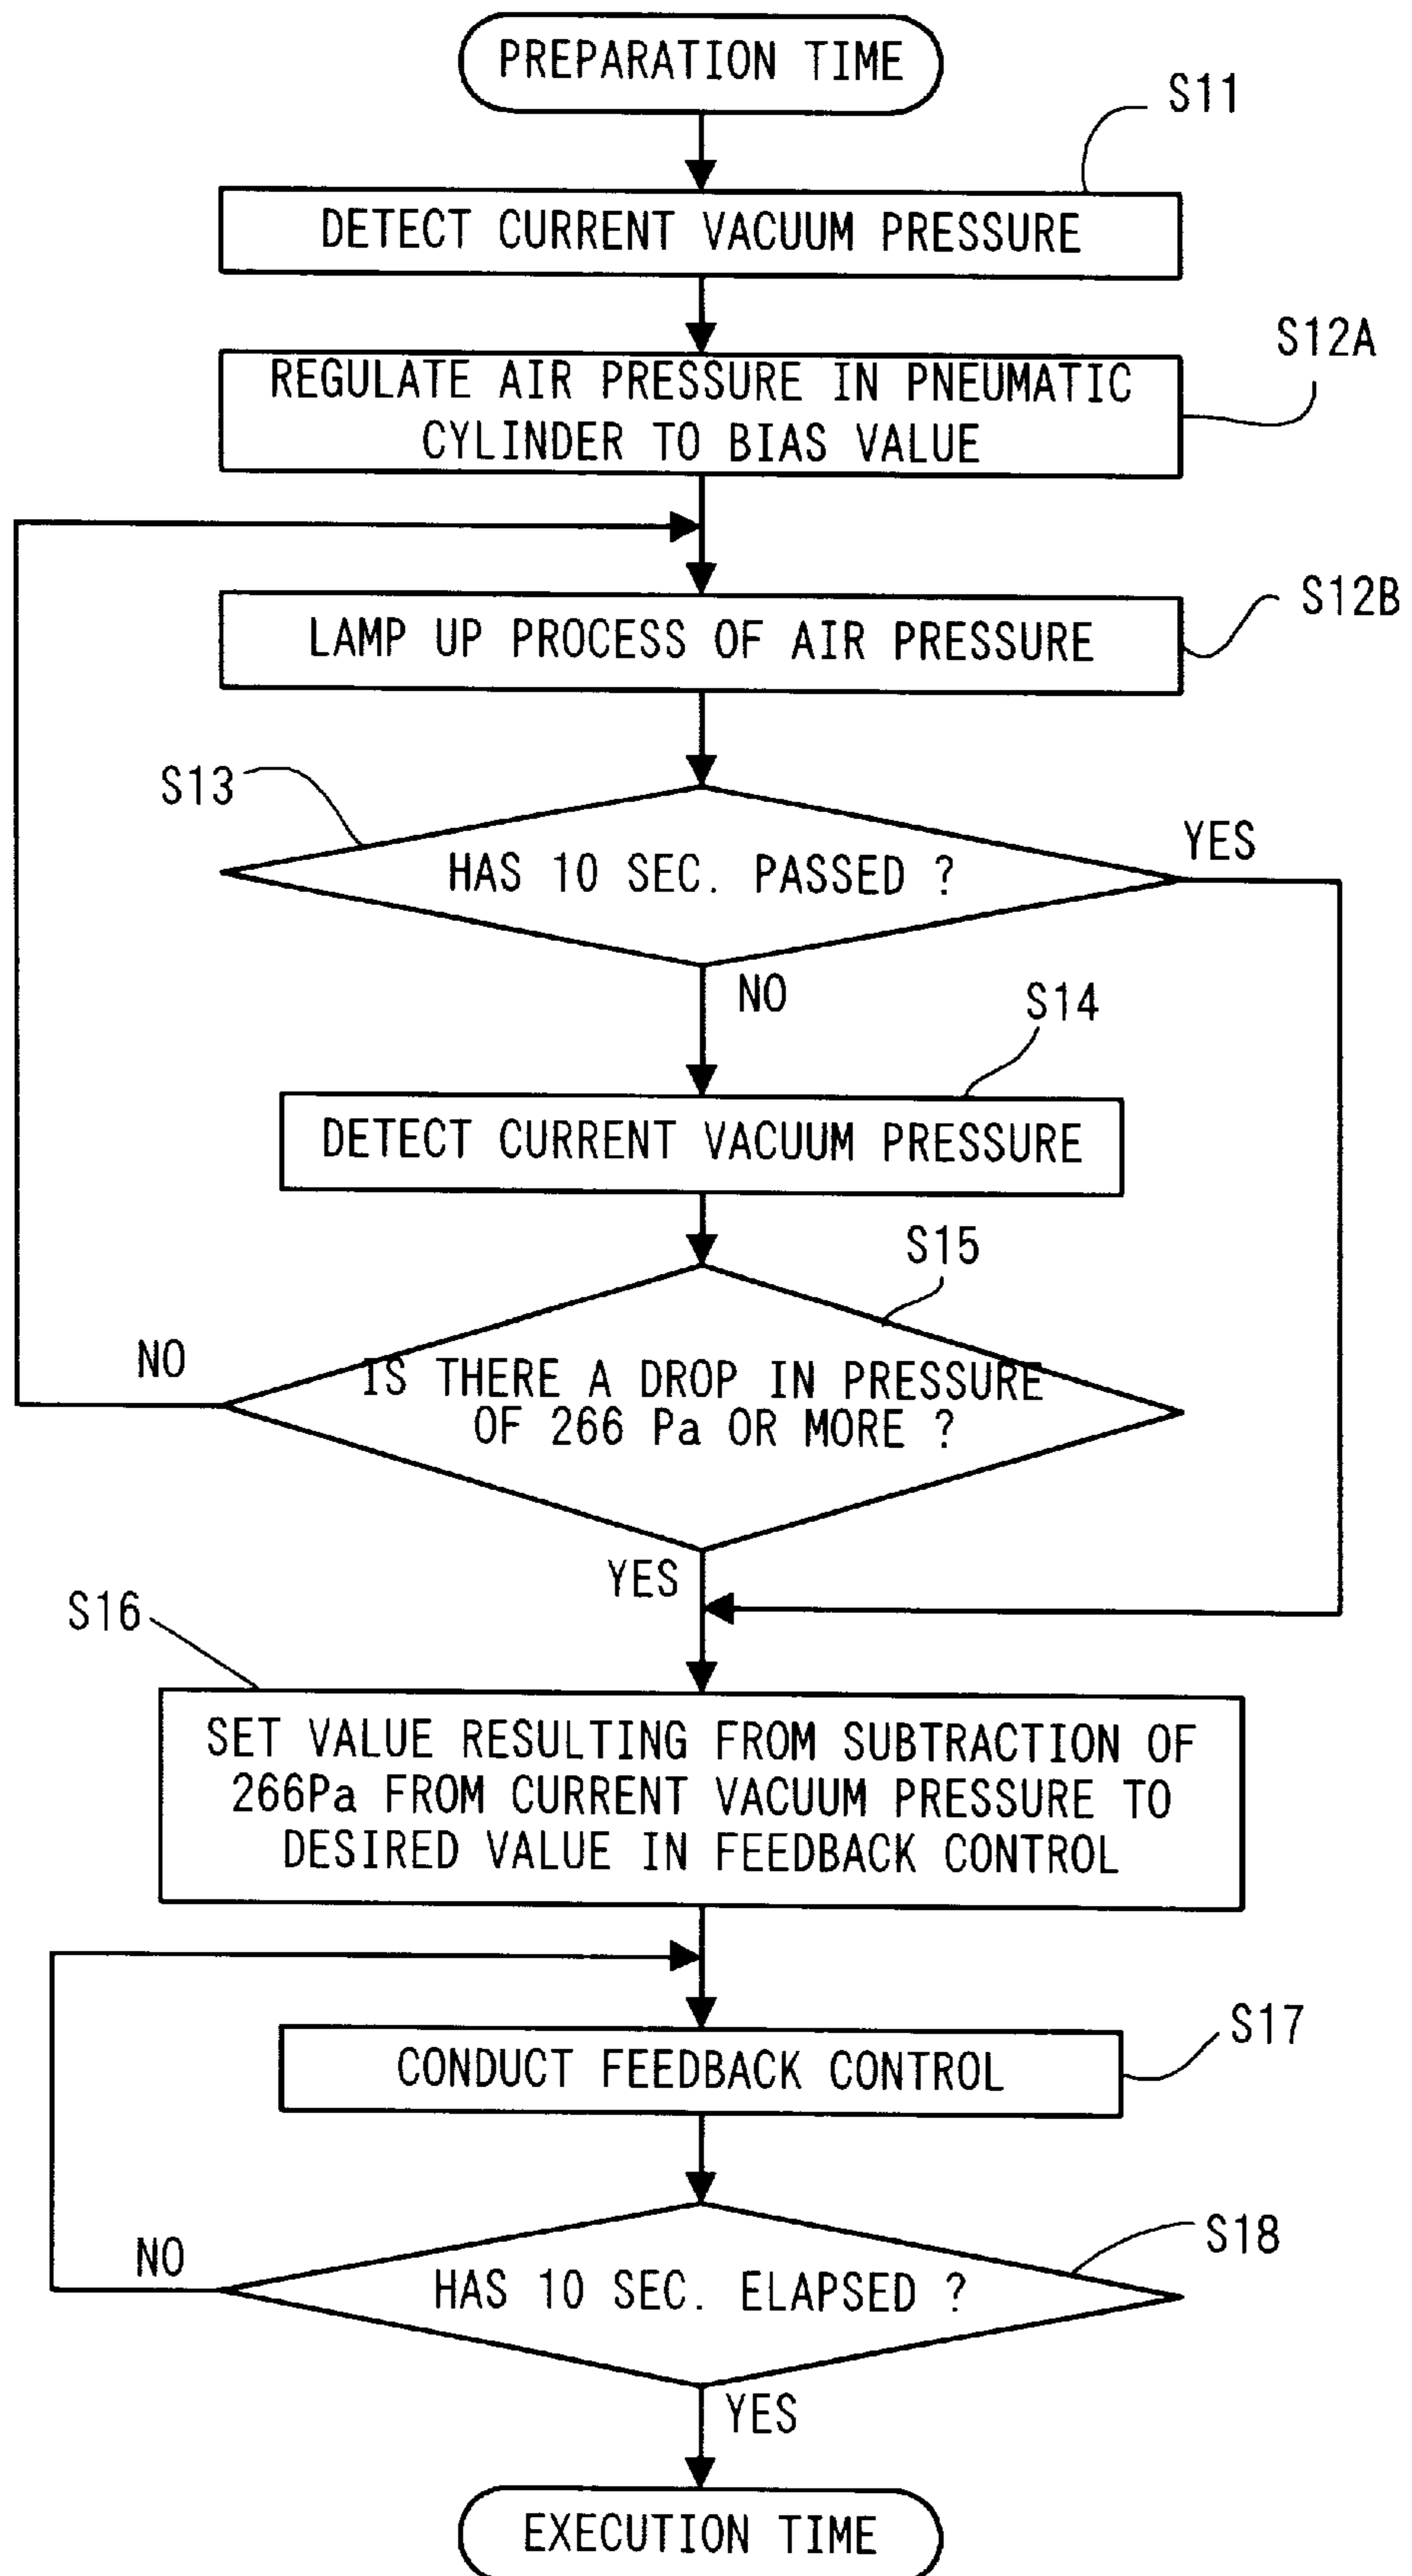 PREPARATION TIME
S11
DETECT CURRENT VACUUM PRESSURE
S12A
REGULATE AIR PRESSURE IN PNEUMATIC
CYLINDER TO BIAS VALUE
S12B
LAMP UP PROCESS OF AIR PRESSURE
S13
YES
HAS 10 SEC. PASSED ?
NO
S14
DETECT CURRENT VACUUM PRESSURE
S15
NO
IS THERE A DROP IN PRESSURE
OF 266 Pa OR MORE ?
YES
S16
SET VALUE RESULTING FROM SUBTRACTION OF
266Pa FROM CURRENT VACUUM PRESSURE TO
DESIRED VALUE IN FEEDBACK CONTROL
S17
CONDUCT FEEDBACK CONTROL
S18
NO
HAS 10 SEC. ELAPSED ?
YES
EXECUTION TIME